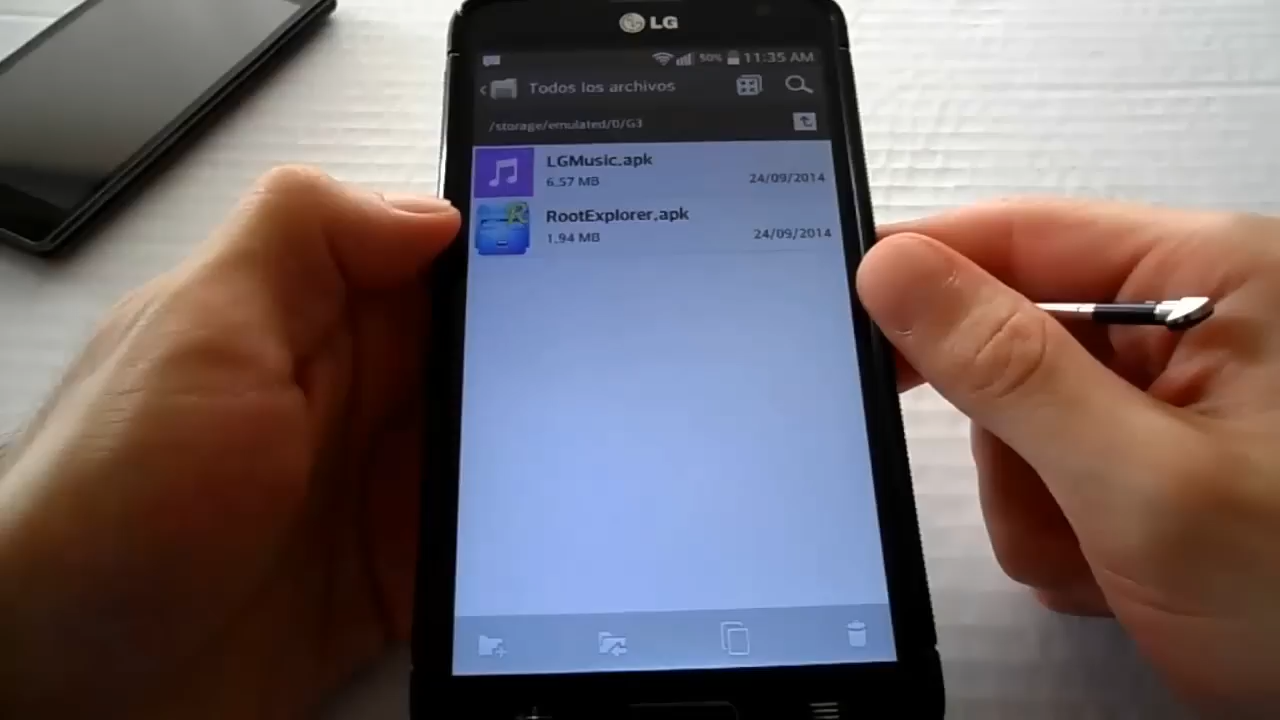 LG
50% 11:35 AM
Todos los archivos
/storage/emulated/0/G3
LGMusic.apk
6.57 MB 24/09/2014
RootExplorer.apk
1.94 MB 24/09/2014